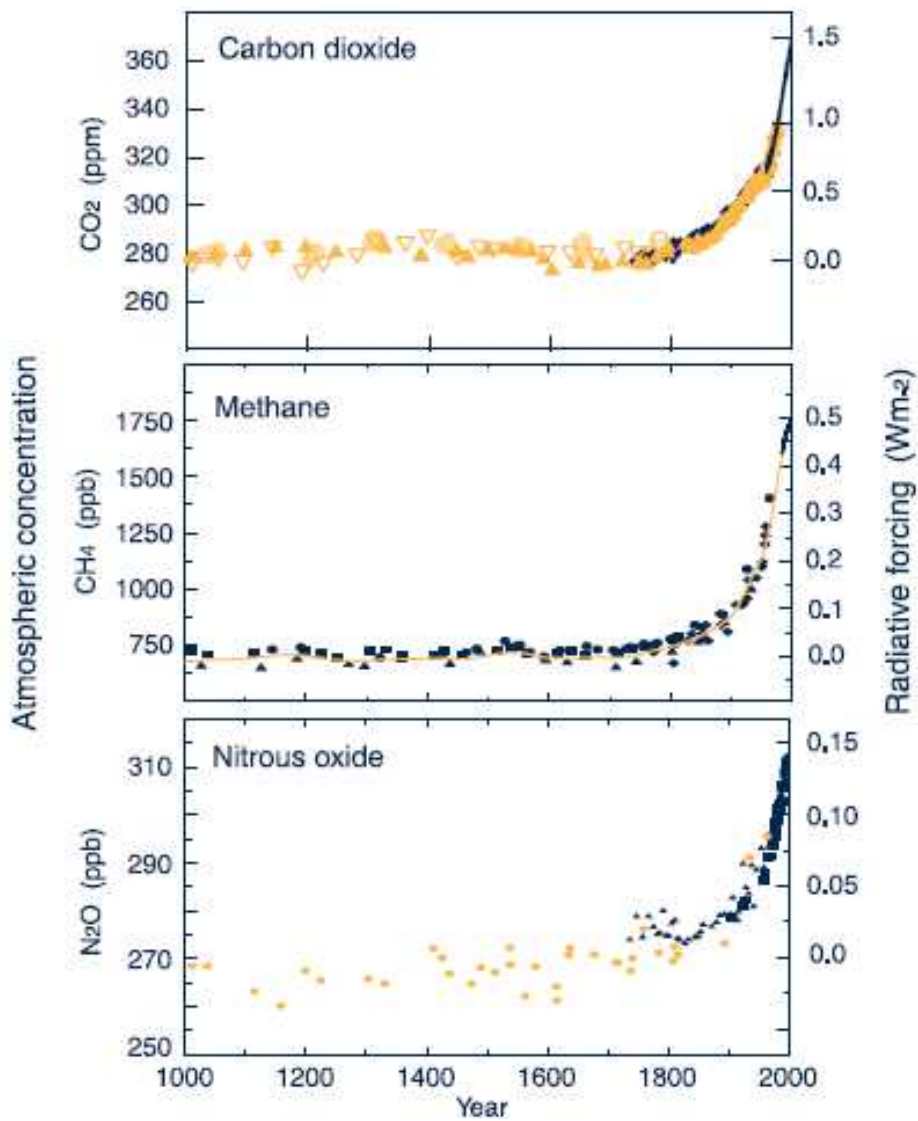 Carbon dioxide
360
340
320
300
280
260
CO2 (ppm)
1.5
1.0
0.5
0.0
Methane
1750
1500
1250
1000
750
CH4 (ppb)
0.5
0.4
0.3
0.2
0.1
0.0
Nitrous oxide
310
290
270
250
N2O (ppb)
0.15
0.10
0.05
0.0
1000 1200 1400 1600 1800 2000
Year
Atmospheric concentration
Radiative forcing (Wm-2)